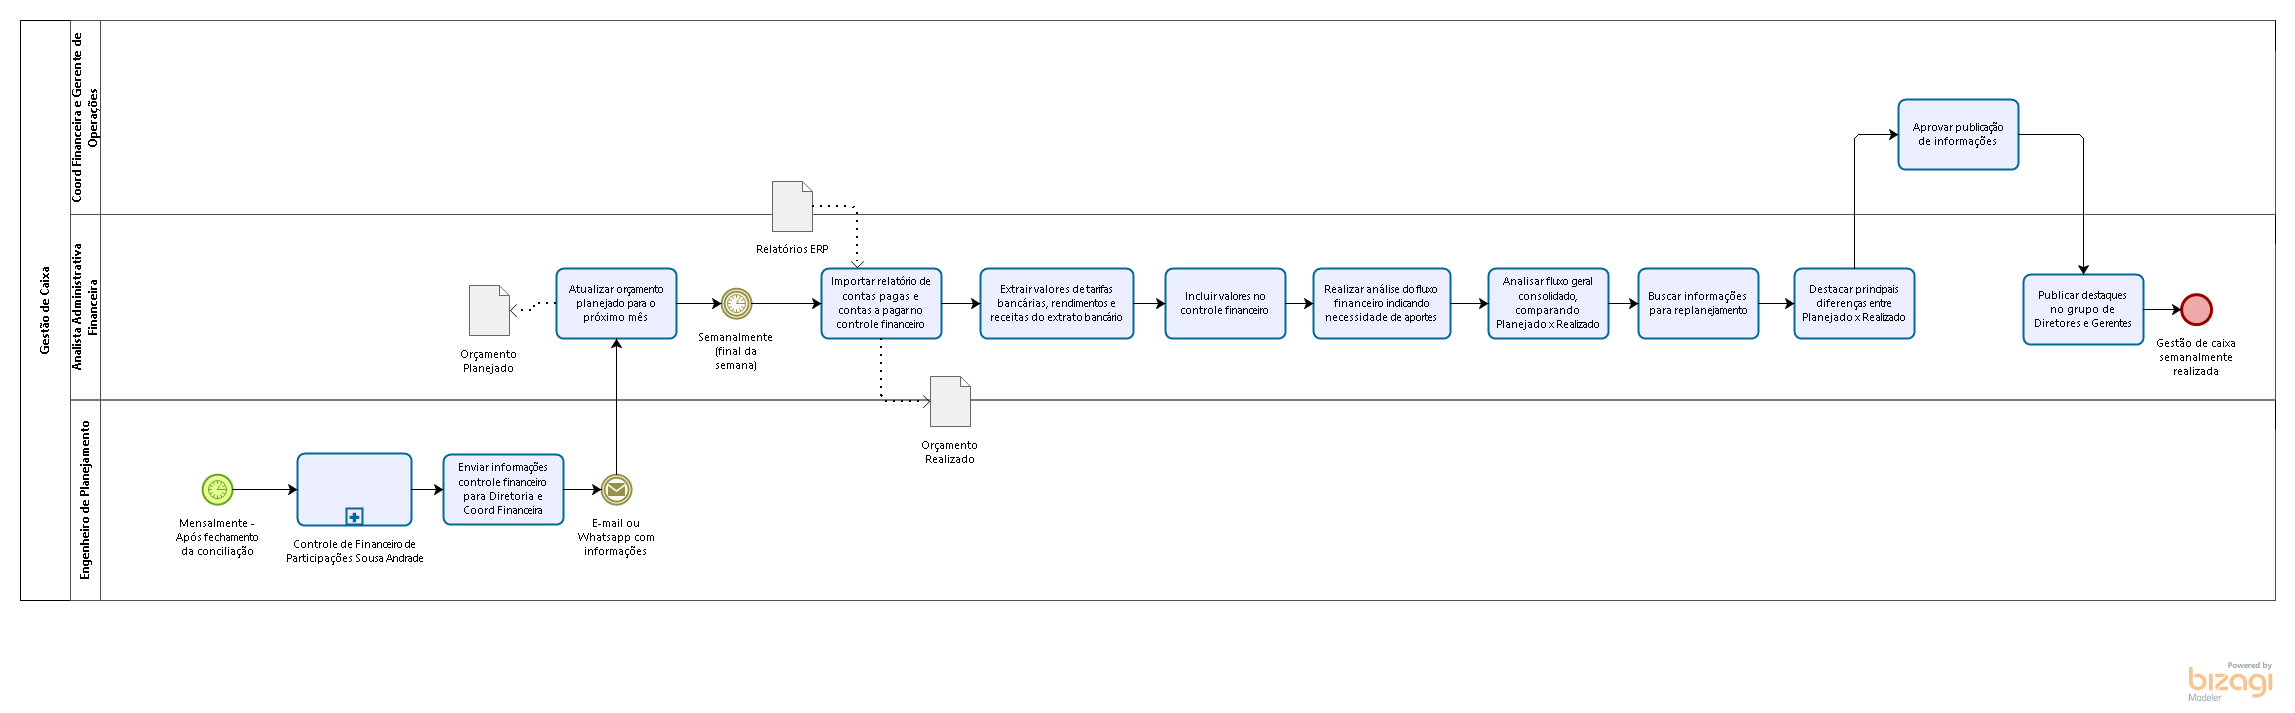 Gestão de Caixa
Coord Financeira e Gerente de
Operações
Aprovar publicação
de informações
Analista Administrativa
Financeira
Relatórios ERP
Orçamento
Planejado
Atualizar orçamento
planejado para o
próximo mês
Semanalmente
(final da
semana)
Importar relatório de
contas pagas e
contas a pagar no
controle financeiro
Extrair valores de tarifas
bancárias, rendimentos e
receitas do extrato bancário
Incluir valores no
controle financeiro
Realizar análise do fluxo
financeiro indicando
necessidade de aportes
Analisar fluxo geral
consolidado,
comparando
Planejado x Realizado
Buscar informações
para replanejamento
Destacar principais
diferenças entre
Planejado x Realizado
Publicar destaques
no grupo de
Diretores e Gerentes
Gestão de caixa
semanalmente
realizada
Orçamento
Realizado
Engenheiro de Planejamento
Mensalmente -
Após fechamento
da conciliação
Controle de Financeiro de
Participações Sousa Andrade
Enviar informações
controle financeiro
para Diretoria e
Coord Financeira
E-mail ou
Whatsapp com
informações
Powered by
bizagi
Modeler